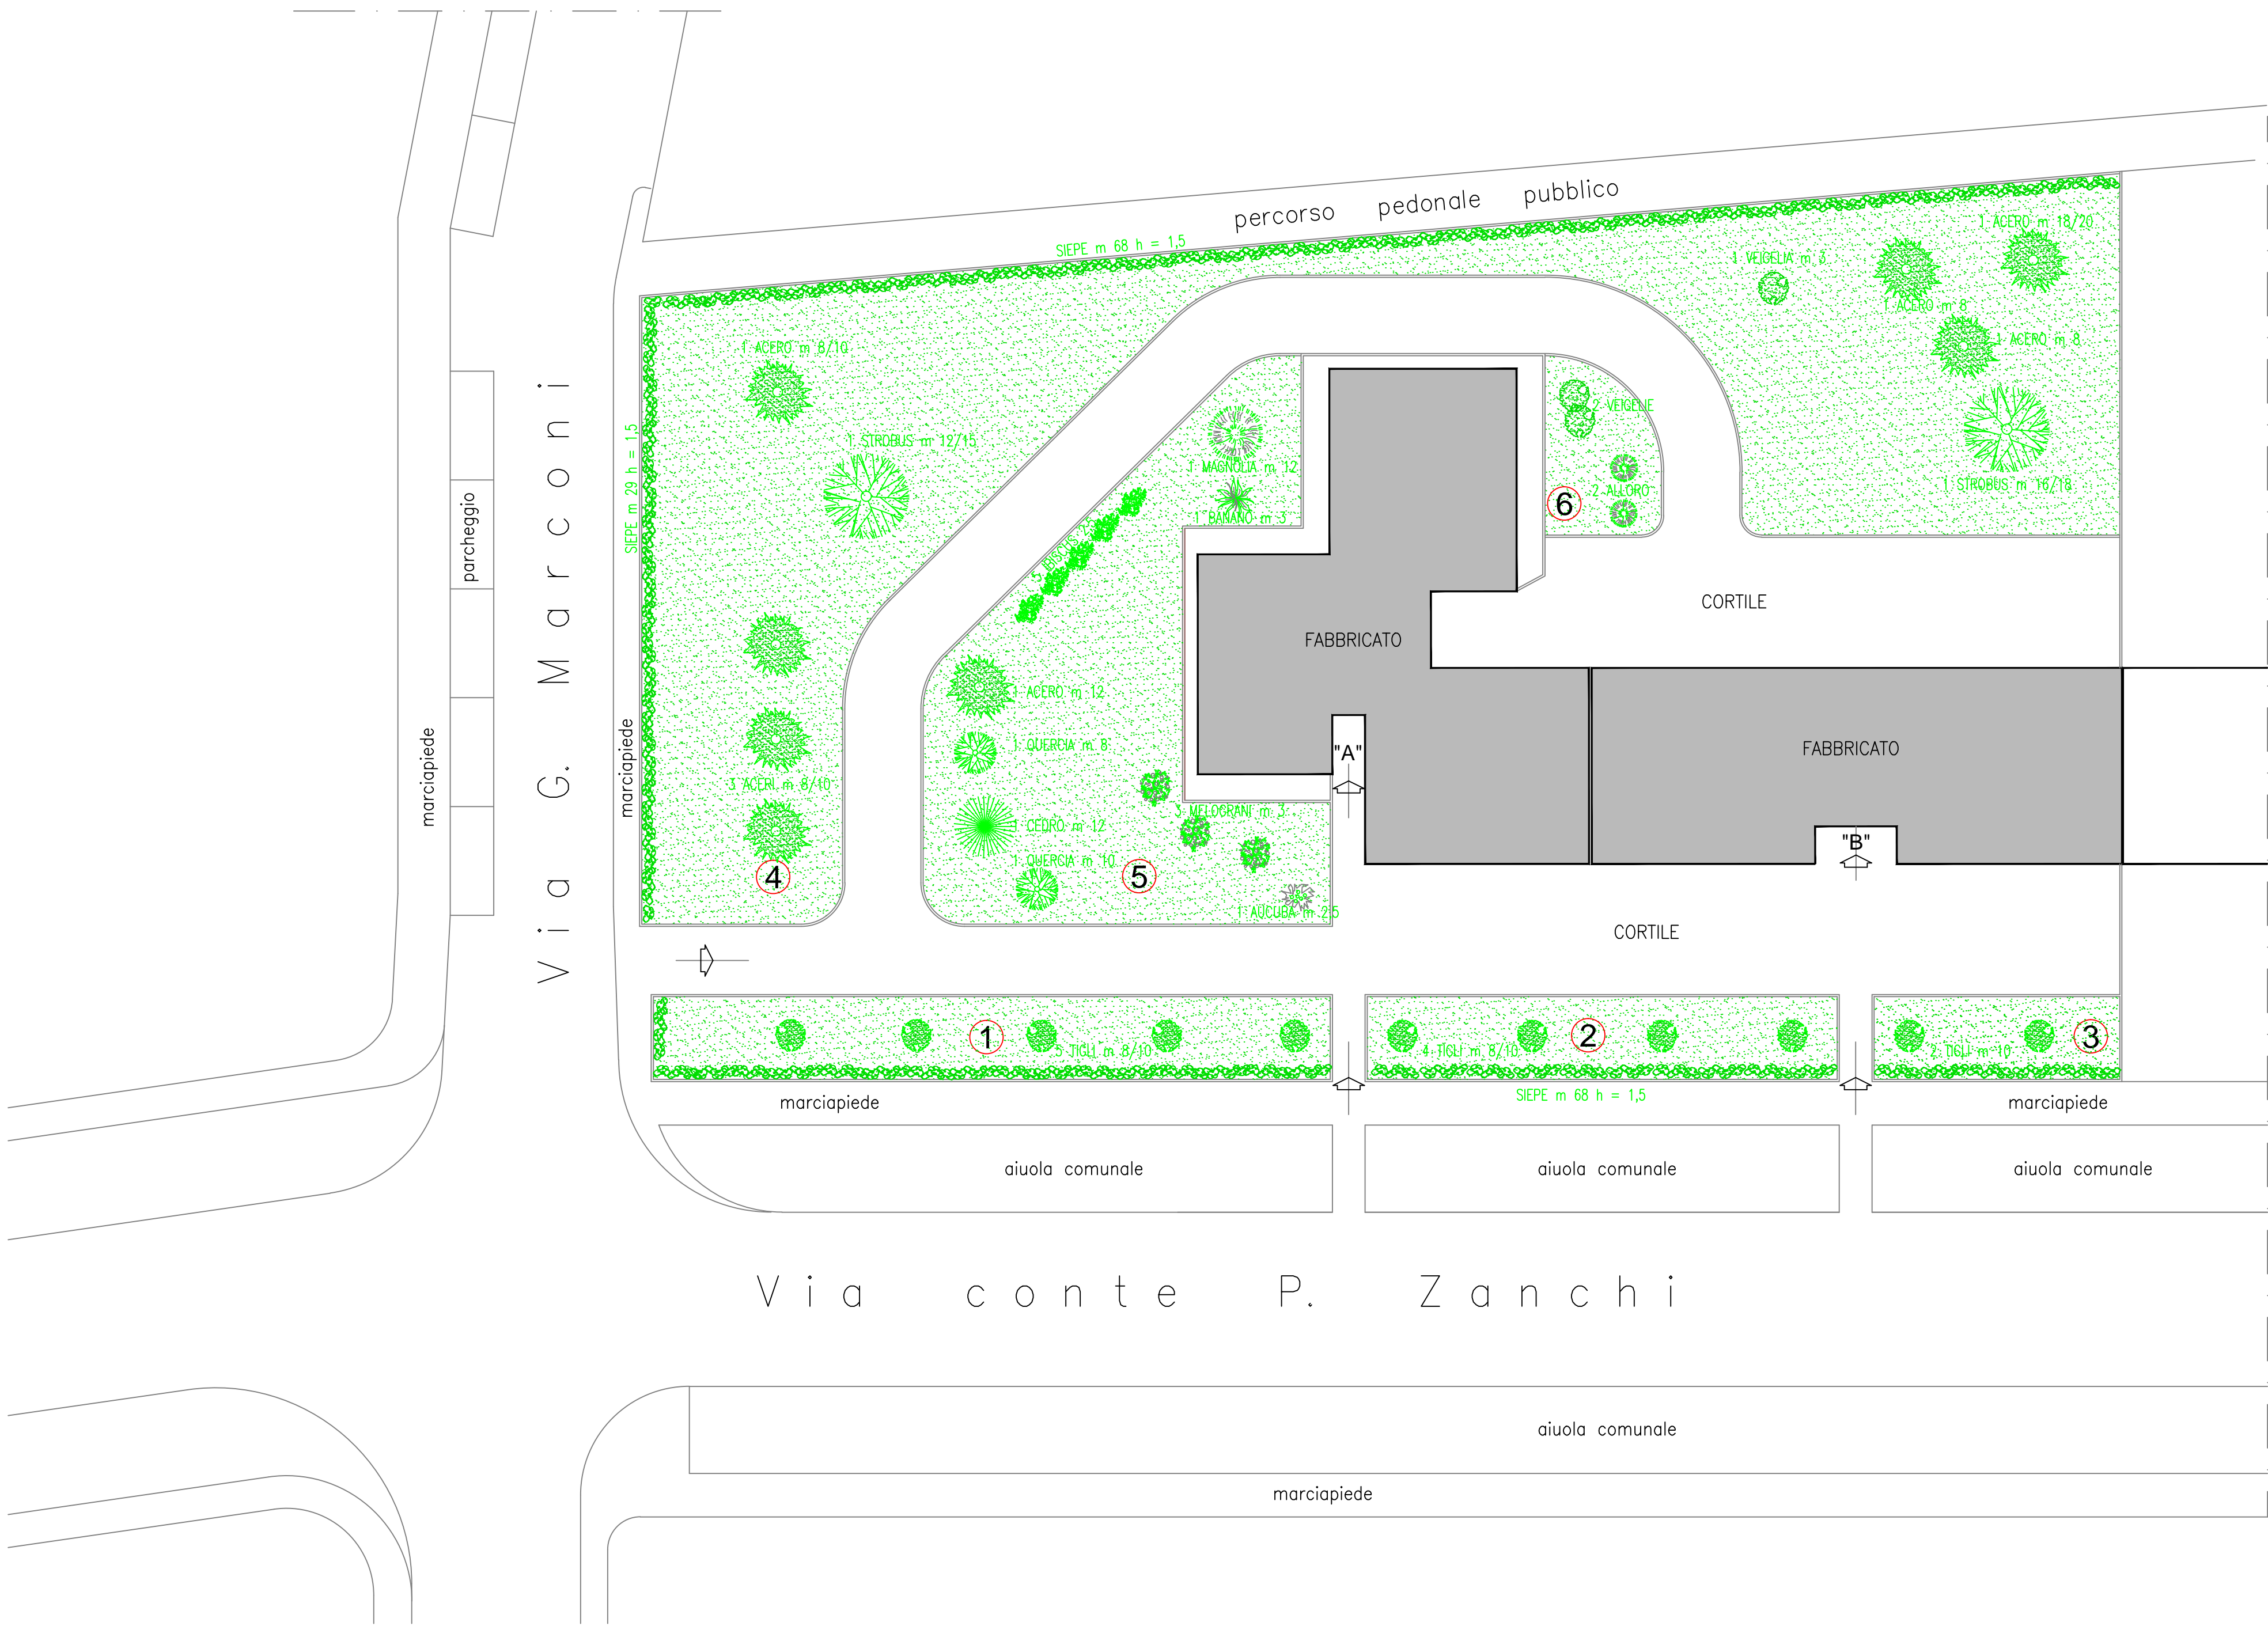 percorso pedonale pubblico
SIEPE m 68 h = 1,5
1 ACERO m 18/20
1 VEIGELIA m 3
1 ACERO m 8
1 ACERO m 8
1 ACERO m 8/10
2 VEIGELIE
1 STROBUS m 12/15
1 MAGNOLIA m 12
1 STROBUS m 16/18
2 ALLORO
6
1 BANANO m 3
SIEPE m 29 h = 1,5
parcheggio
Via G. Marconi
CORTILE
FABBRICATO
1 ACERO m 12
1 QUERCIA m 8
"A"
FABBRICATO
marciapiede
marciapiede
3 ACERI m 8/10
3 MELOGRANI m 3
1 CEDRO m 12
"B"
1 QUERCIA m 10
4
5
1 AUCUBA m 2,5
CORTILE
1
2
3
5 TIGLI m 8/10
4 TIGLI m 8/10
2 TIGLI m 10
SIEPE m 68 h = 1,5
marciapiede
marciapiede
aiuola comunale
aiuola comunale
aiuola comunale
Via conte P. Zanchi
aiuola comunale
marciapiede